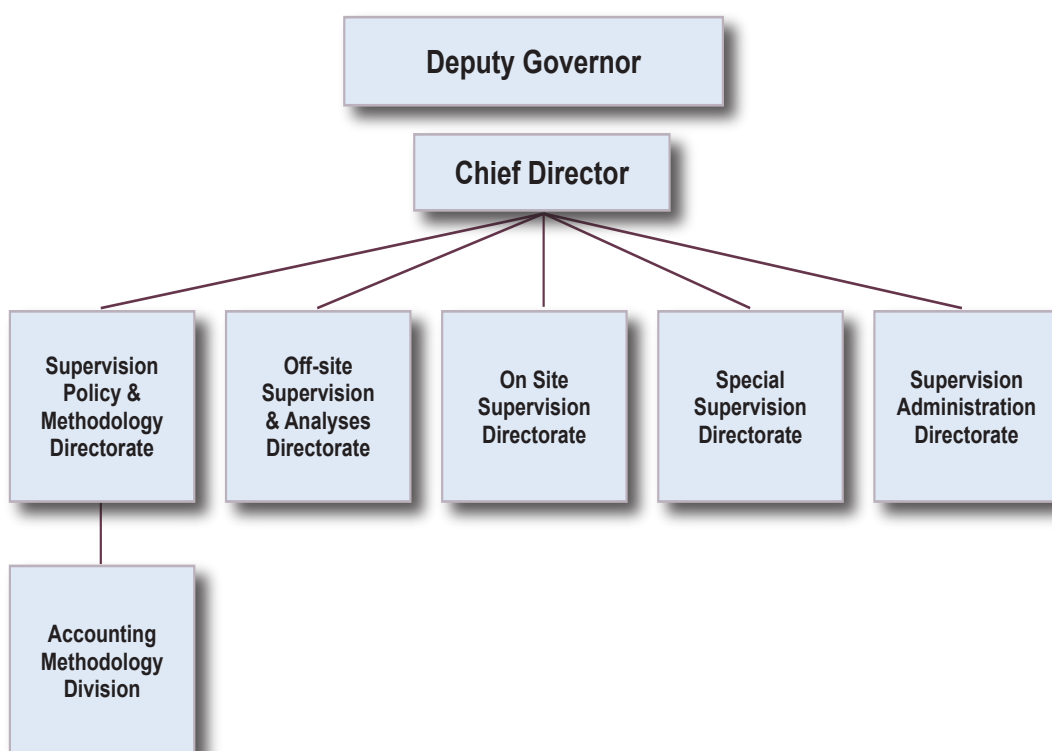 Deputy Governor
Chief Director
Supervision
Policy &
Methodology
Directorate
Off-site
Supervision
& Analyses
Directorate
On Site
Supervision
Directorate
Special
Supervision
Directorate
Supervision
Administration
Directorate
Accounting
Methodology
Division